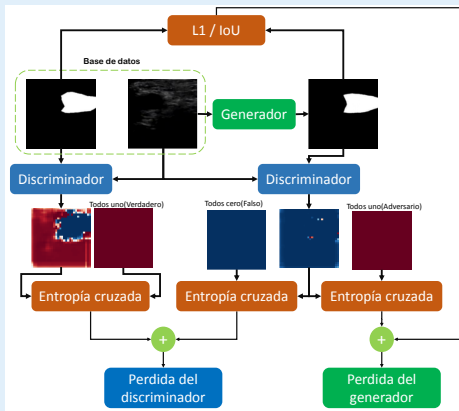 L1 / IoU
Base de datos
Generador
Discriminador
Discriminador
Todos uno(Verdadero)
Todos cero(Falso)
Todos uno(Adversario)
Entropía cruzada
Entropía cruzada
Entropía cruzada
+
+
Perdida del
discriminador
Perdida del
generador